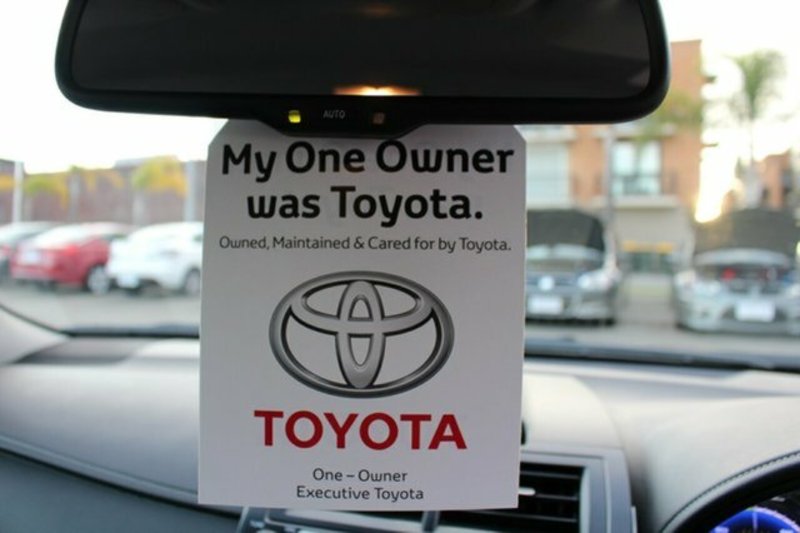 AUTO
My One Owner
was Toyota.
Owned, Maintained & Cared for by Toyota.
TOYOTA
One – Owner
Executive Toyota